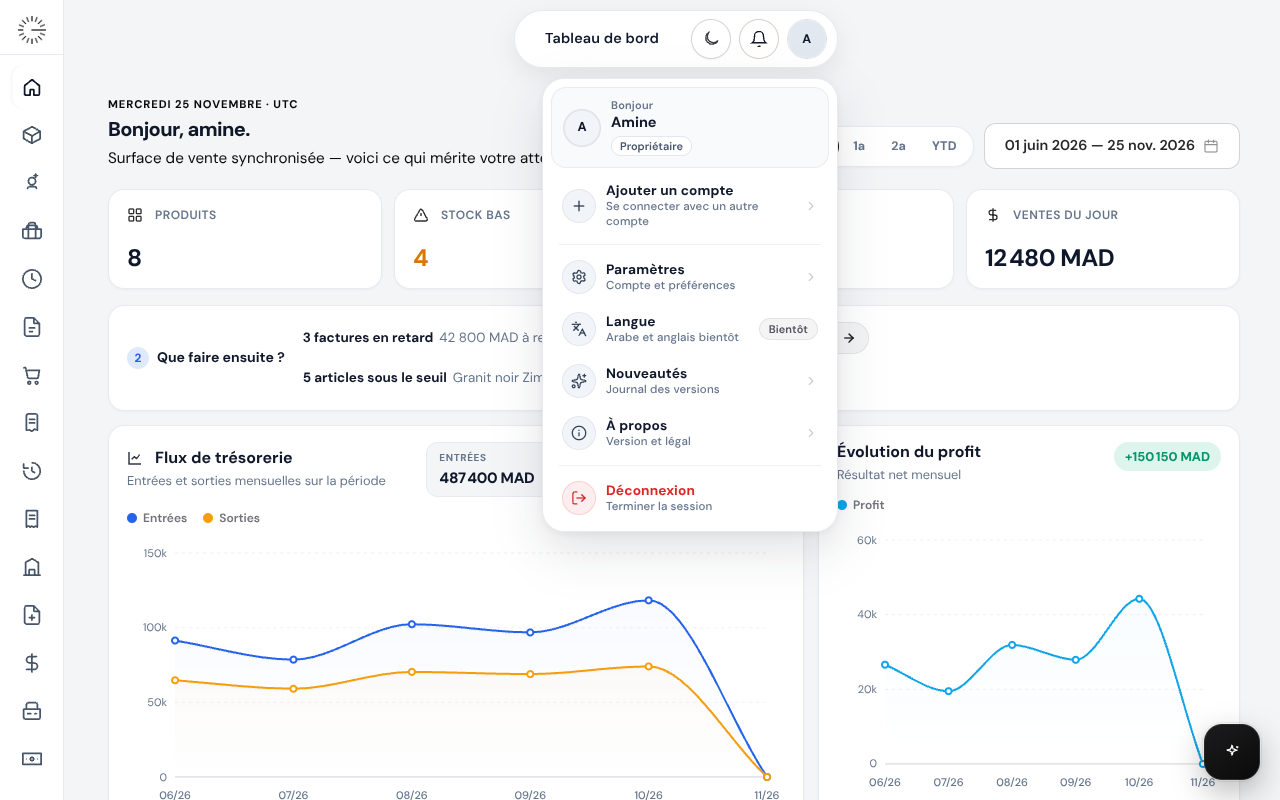 Tableau de bord
A
MERCREDI 25 NOVEMBRE · UTC
Bonjour, amine.
Surface de vente synchronisée — voici ce qui mérite votre
1a
2a
YTD
01 juin 2026 — 25 nov. 2026
A
Bonjour
Amine
Propriétaire
Ajouter un compte
Se connecter avec un autre
compte
Paramètres
Compte et préférences
Langue
Arabe et anglais bientôt
Bientôt
Nouveautés
Journal des versions
À propos
Version et légal
Déconnexion
Terminer la session
PRODUITS
8
STOCK BAS
4
VENTES DU JOUR
12 480 MAD
2
Que faire ensuite ?
3 factures en retard 42 800 MAD à
5 articles sous le seuil Granit noir
Flux de trésorerie
Entrées et sorties mensuelles sur la période
ENTRÉES
487 400 MAD
Entrées
Sorties
150k
100k
50k
0
06/26
07/26
08/26
09/26
10/26
11/26
Évolution du profit
Résultat net mensuel
+150 150 MAD
Profit
60k
40k
20k
0
06/26
07/26
08/26
09/26
10/26
11/26